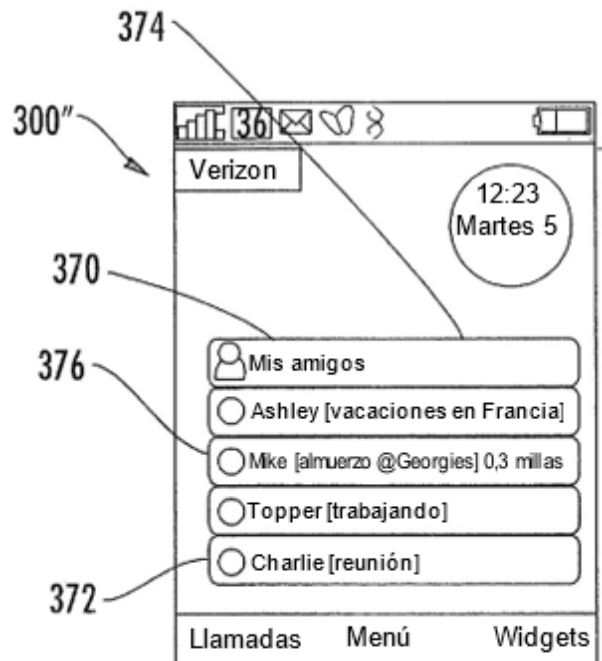 374
300"
36
Verizon
12:23
Martes 5
370
376
Mis amigos
Ashley [vacaciones en Francia]
Mike [almuerzo @Georgies] 0,3 millas
Topper [trabajando]
Charlie [reunión]
372
Llamadas Menú Widgets